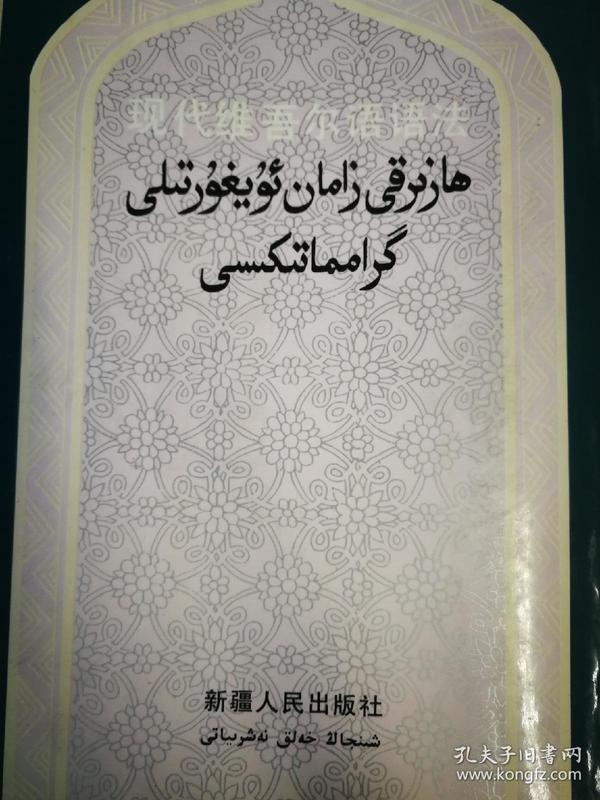 现代维吾尔语语法
ھازىرقى زامان ئۇيغۇر تىلى
گرامماتىكىسى
新疆人民出版社
شىنجاڭ خەلق نەشرىياتى
孔夫子旧书网
www.kongfz.com